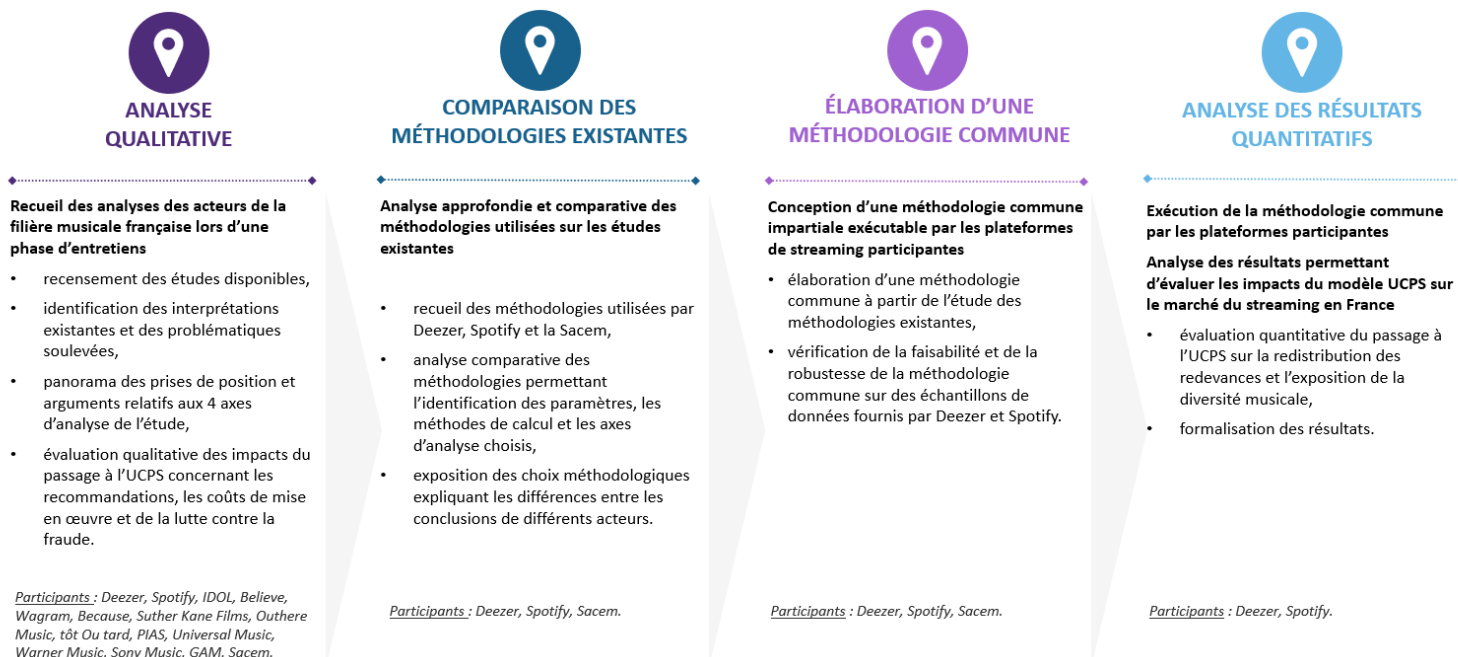 ANALYSE
QUALITATIVE
Recueil des analyses des acteurs de la
filière musicale française lors d’une
phase d’entretiens
• recensement des études disponibles,
• identification des interprétations
existantes et des problématiques
soulevées,
• panorama des prises de position et
arguments relatifs aux 4 axes
d’analyse de l’étude,
• évaluation qualitative des impacts du
passage à l’UCPS concernant les
recommandations, les coûts de mise
en œuvre et de la lutte contre la
fraude.
Participants : Deezer, Spotify, IDOL, Believe,
Wagram, Because, Suther Kane Films, Outhere
Music, tôt Ou tard, PIAS, Universal Music,
Warner Music, Sony Music, GAM, Sacem.
COMPARAISON DES
MÉTHODOLOGIES EXISTANTES
Analyse approfondie et comparative des
méthodologies utilisées sur les études
existantes
• recueil des méthodologies utilisées par
Deezer, Spotify et la Sacem,
• analyse comparative des
méthodologies permettant
l’identification des paramètres, les
méthodes de calcul et les axes
d’analyse choisis,
• exposition des choix méthodologiques
expliquant les différences entre les
conclusions de différents acteurs.
Participants : Deezer, Spotify, Sacem.
ÉLABORATION D’UNE
MÉTHODOLOGIE COMMUNE
Conception d’une méthodologie commune
impartiale exécutable par les plateformes
de streaming participantes
• élaboration d’une méthodologie
commune à partir de l’étude des
méthodologies existantes,
• vérification de la faisabilité et de la
robustesse de la méthodologie
commune sur des échantillons de
données fournis par Deezer et Spotify.
Participants : Deezer, Spotify, Sacem.
ANALYSE DES RÉSULTATS
QUANTITATIFS
Exécution de la méthodologie commune
par les plateformes participantes
Analyse des résultats permettant
d’évaluer les impacts du modèle UCPS sur
le marché du streaming en France
• évaluation quantitative du passage à
l’UCPS sur la redistribution des
redevances et l’exposition de la
diversité musicale,
• formalisation des résultats.
Participants : Deezer, Spotify.